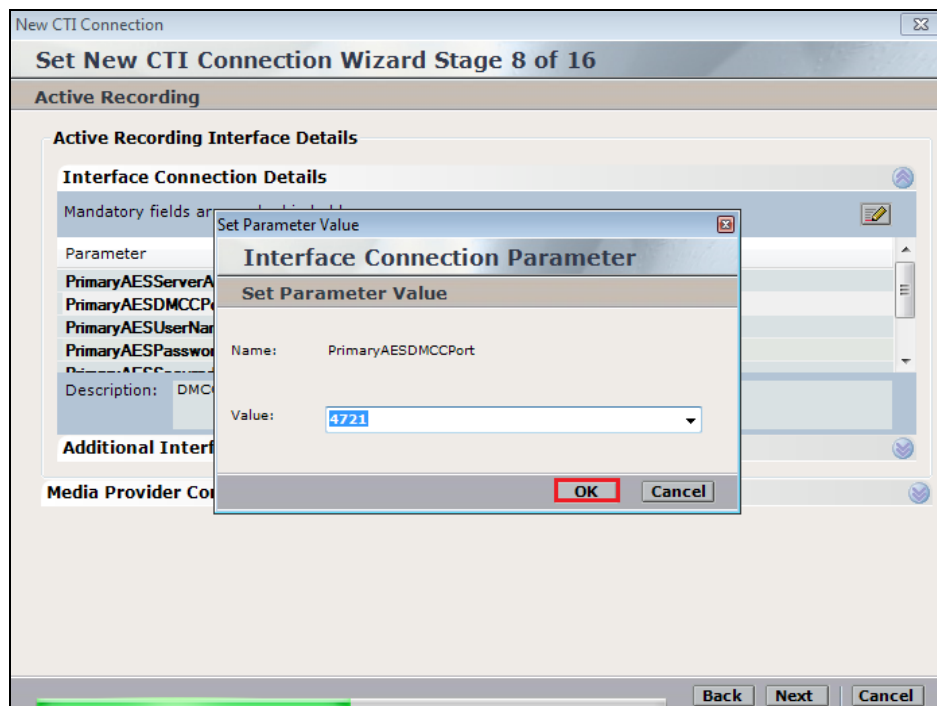 New CTI Connection
Set New CTI Connection Wizard Stage 8 of 16
Active Recording
Active Recording Interface Details
Interface Connection Details
Mandatory fields
Set Parameter Value
Interface Connection Parameter
Set Parameter Value
Parameter
PrimaryAESServerA
PrimaryAESDMCCP
PrimaryAESUserNa
PrimaryAESPasswo
Name: PrimaryAESDMCCPort
Description: DMC
Value: 4721
Additional Interf
Media Provider Co
OK Cancel
Back Next Cancel